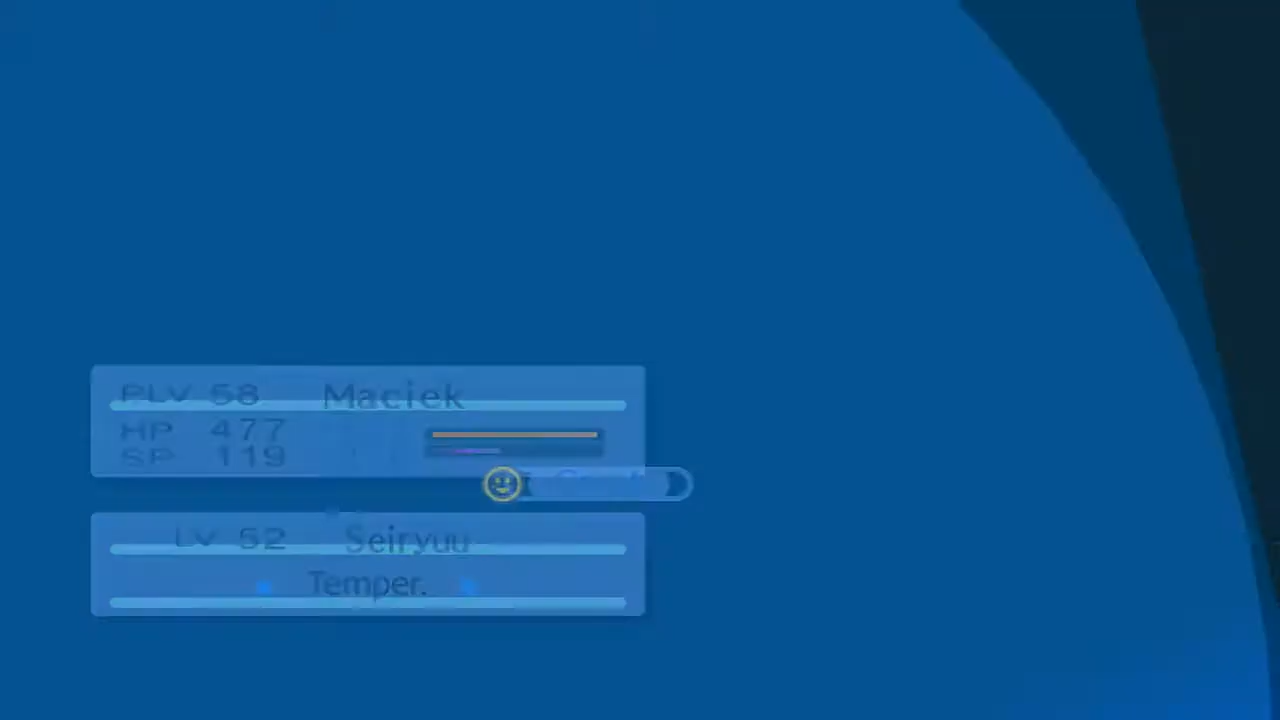 PLV 58 Maciek
HP 477
SP 119
LV 52 Seiryuu
Temper.